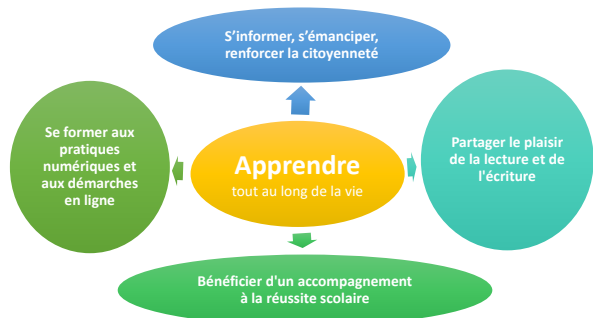 S’informer, s’émanciper,
renforcer la citoyenneté
Se former aux
pratiques
numériques et
aux démarches
en ligne
Apprendre
tout au long de la vie
Partager le plaisir
de la lecture et de
l'écriture
Bénéficier d'un accompagnement
à la réussite scolaire